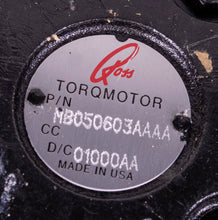 Ross
TORQMOTOR
P/N
MB050603AAAA
CC
D/C 01000AA
MADE IN USA